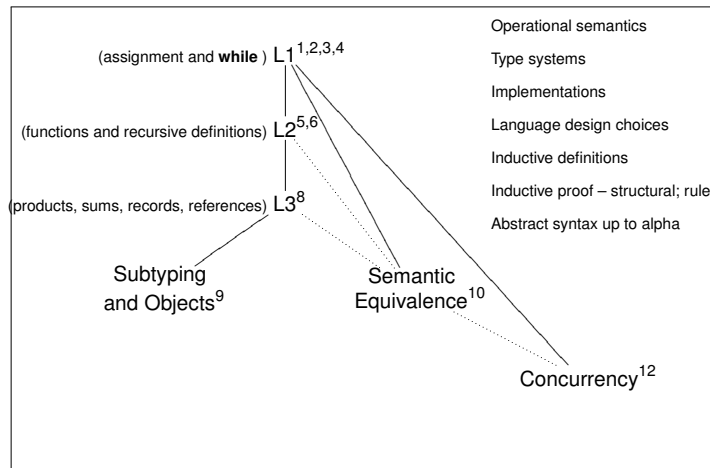 Operational semantics
(assignment and while ) L1 1,2,3,4
Type systems
Implementations
Language design choices
(functions and recursive definitions) L2 5,6
Inductive definitions
Inductive proof – structural; rule
(products, sums, records, references) L3 8
Abstract syntax up to alpha
Subtyping
and Objects 9
Semantic
Equivalence 10
Concurrency 12